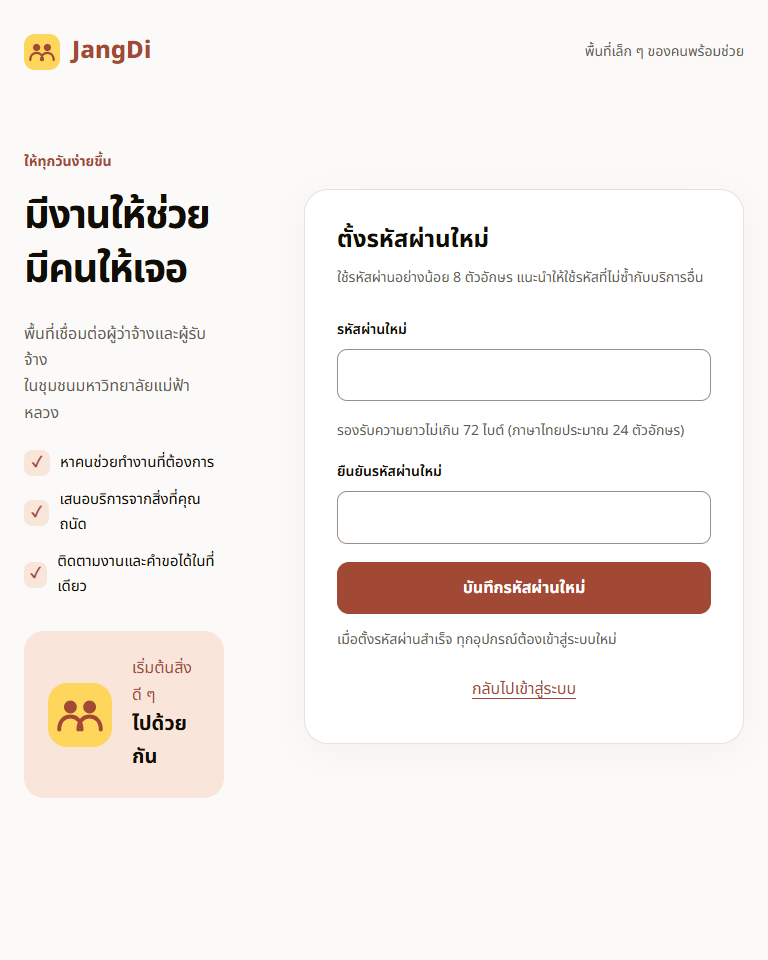 JangDi
พื้นที่เล็ก ๆ ของคนพร้อมช่วย
ให้ทุกวันง่ายขึ้น
มีงานให้ช่วย
มีคนให้เจอ
พื้นที่เชื่อมต่อผู้ว่าจ้างและผู้รับ
จ้าง
ในชุมชนมหาวิทยาลัยแม่ฟ้า
หลวง
✓ หาคนช่วยทำงานที่ต้องการ
✓ เสนอบริการจากสิ่งที่คุณ
ถนัด
✓ ติดตามงานและคำขอได้ในที่
เดียว
เริ่มต้นสิ่ง
ดี ๆ
ไปด้วย
กัน
ตั้งรหัสผ่านใหม่
ใช้รหัสผ่านอย่างน้อย 8 ตัวอักษร แนะนำให้ใช้รหัสที่ไม่ซ้ำกับบริการอื่น
รหัสผ่านใหม่
รองรับความยาวไม่เกิน 72 ไบต์ (ภาษาไทยประมาณ 24 ตัวอักษร)
ยืนยันรหัสผ่านใหม่
บันทึกรหัสผ่านใหม่
เมื่อตั้งรหัสผ่านสำเร็จ ทุกอุปกรณ์ต้องเข้าสู่ระบบใหม่
กลับไปเข้าสู่ระบบ